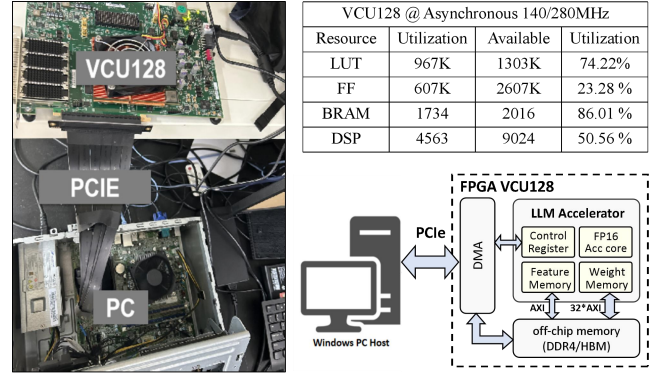 VCU128
PCIE
PC
VCU128 @ Asynchronous 140/280MHz
Resource Utilization Available Utilization
LUT 967K 1303K 74.22%
FF 607K 2607K 23.28 %
BRAM 1734 2016 86.01 %
DSP 4563 9024 50.56 %
Windows PC Host
PCIe
FPGA VCU128
DMA
LLM Accelerator
Control
Register
FP16
Acc core
Feature
Memory
Weight
Memory
AXI 32*AXI
off-chip memory
(DDR4/HBM)